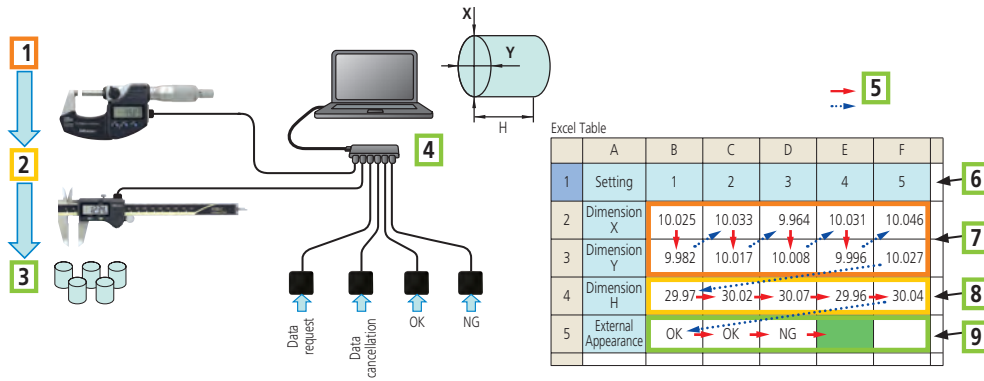 1
2
3
4
Data
request
Data
cancellation
OK
NG
X
Y
H
5
Excel Table
A B C D E F
1 Setting 1 2 3 4 5
2 Dimension X 10.025 10.033 9.964 10.031 10.046
3 Dimension Y 9.982 10.017 10.008 9.996 10.027
4 Dimension H 29.97 30.02 30.07 29.96 30.04
5 External Appearance OK OK NG
6
7
8
9